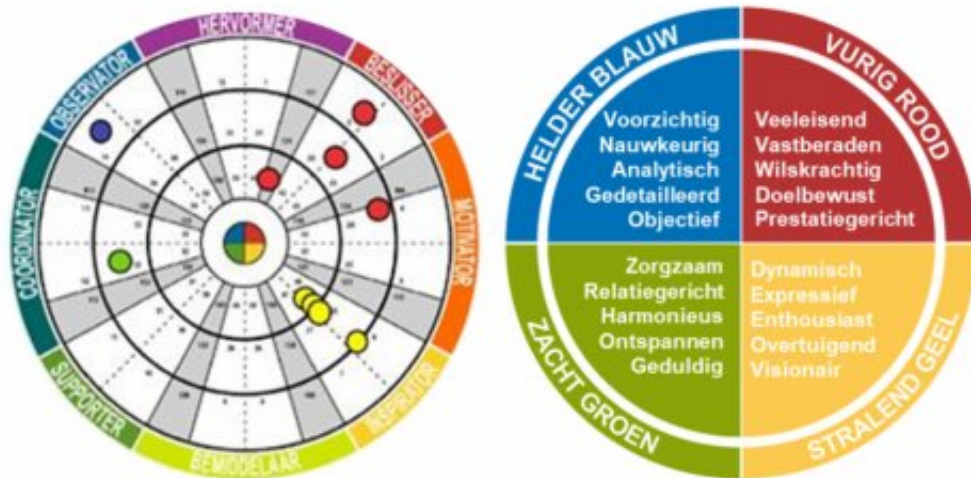 HERVORMER
BESLISSER
MOTIVATOR
INSPIRATOR
BEMIDDELAAR
SUPPORTER
COORDINATOR
OBSERVATOR
HELDER BLAUW
Voorzichtig
Nauwkeurig
Analytisch
Gedetailleerd
Objectief
VURIG ROOD
Veeleisend
Vastberaden
Wilskrachtig
Doelbewust
Prestatiegericht
ZACHT GROEN
Zorgzaam
Relatiegericht
Harmonieus
Ontspannen
Geduldig
STRALEND GEEL
Dynamisch
Expressief
Enthousiast
Overtuigend
Visionair